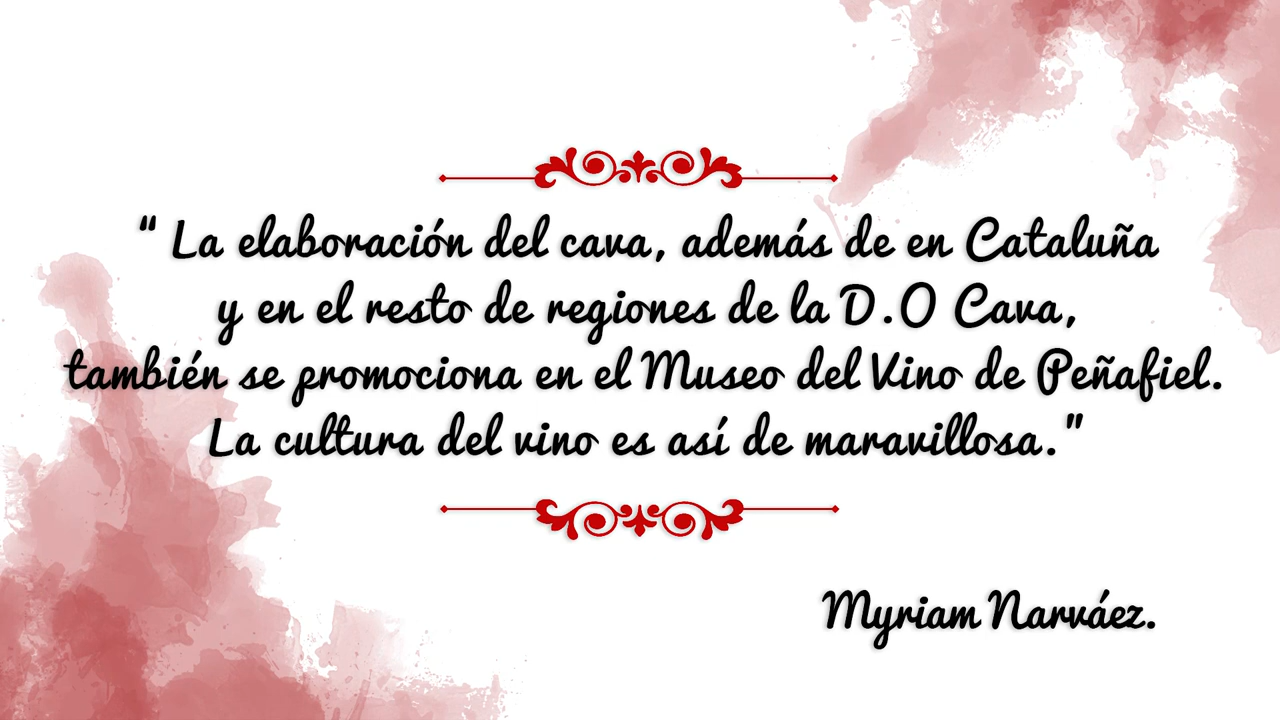 “ La elaboración del cava, además de en Cataluña
y en el resto de regiones de la D.O Cava,
también se promociona en el Museo del Vino de Peñafiel.
La cultura del vino es así de maravillosa.”
Myriam Narváez.